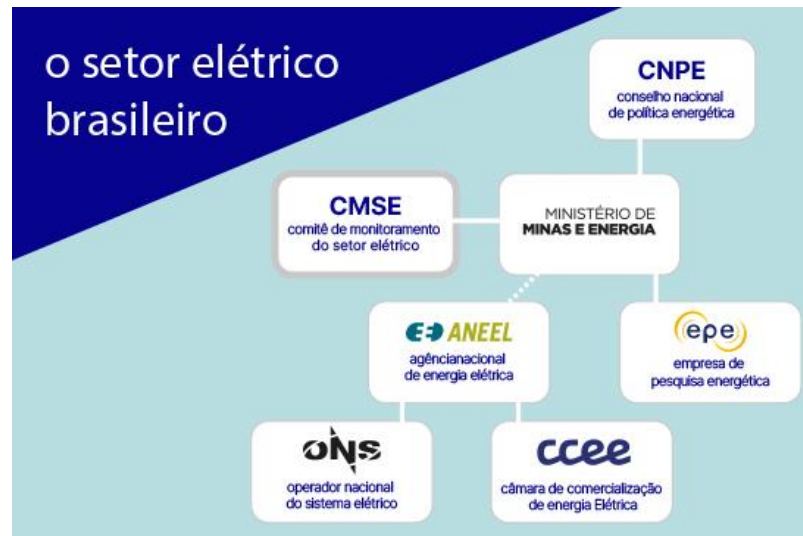 o setor elétrico
brasileiro
CNPE
conselho nacional
de política energética
CMSE
comitê de monitoramento
do setor elétrico
MINISTÉRIO DE
MINAS E ENERGIA
ANEEL
agêncianacional
de energia elétrica
epe
empresa de
pesquisa energética
ONS
operador nacional
do sistema elétrico
ccee
câmara de comercialização
de energia Elétrica